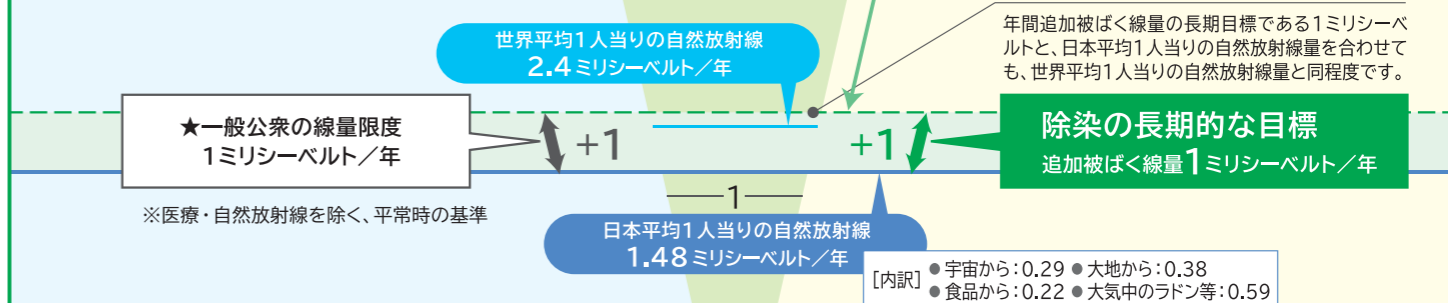 年間追加被ばく線量の長期目標である1ミリシーベ
ルトと、日本平均1人当りの自然放射線量を合わせて
も、世界平均1人当りの自然放射線量と同程度です。
世界平均1人当りの自然放射線
2.4ミリシーベルト／年
★一般公衆の線量限度
1ミリシーベルト／年
+1
+1
除染の長期的な目標
追加被ばく線量1ミリシーベルト／年
※医療・自然放射線を除く、平常時の基準
1
日本平均1人当りの自然放射線
1.48ミリシーベルト／年
［内訳］ ●宇宙から：0.29 ●大地から：0.38
●食品から：0.22 ●大気中のラドン等：0.59